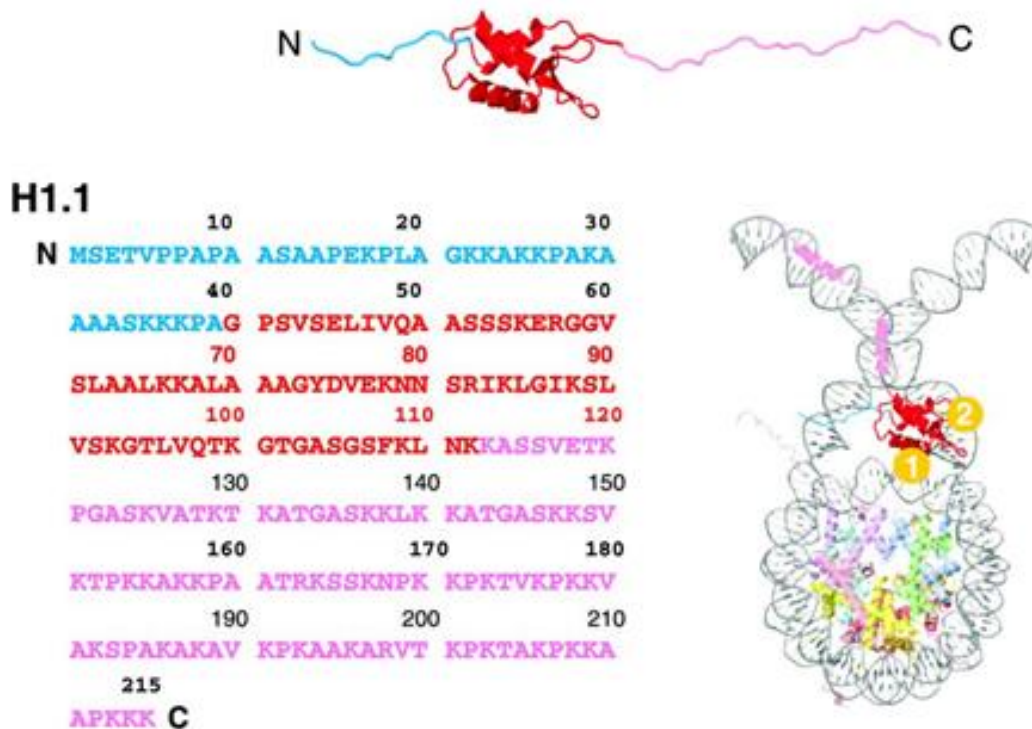 N C
H1.1
10 20 30
N MSETVPPAPA ASAAPEKPLA GKKAKKPAKA
40 50 60
AAASKKKPAG PSVSELIVQA ASSSKERGGV
70 80 90
SLAALKKALA AAGYDVEKNN SRIKLGIKSL
100 110 120
VSKGTLVQTK GTGASGSFKL NKKASSVETK
130 140 150
PGASKVATKT KATGASKKLK KATGASKKSV
160 170 180
KTPKKAKKPA ATRKSSKNPK KPKTVKPKKV
190 200 210
AKSPAKAKAV KPKAAKARVT KPKTAKPKKA
215
APKKK C
2
1